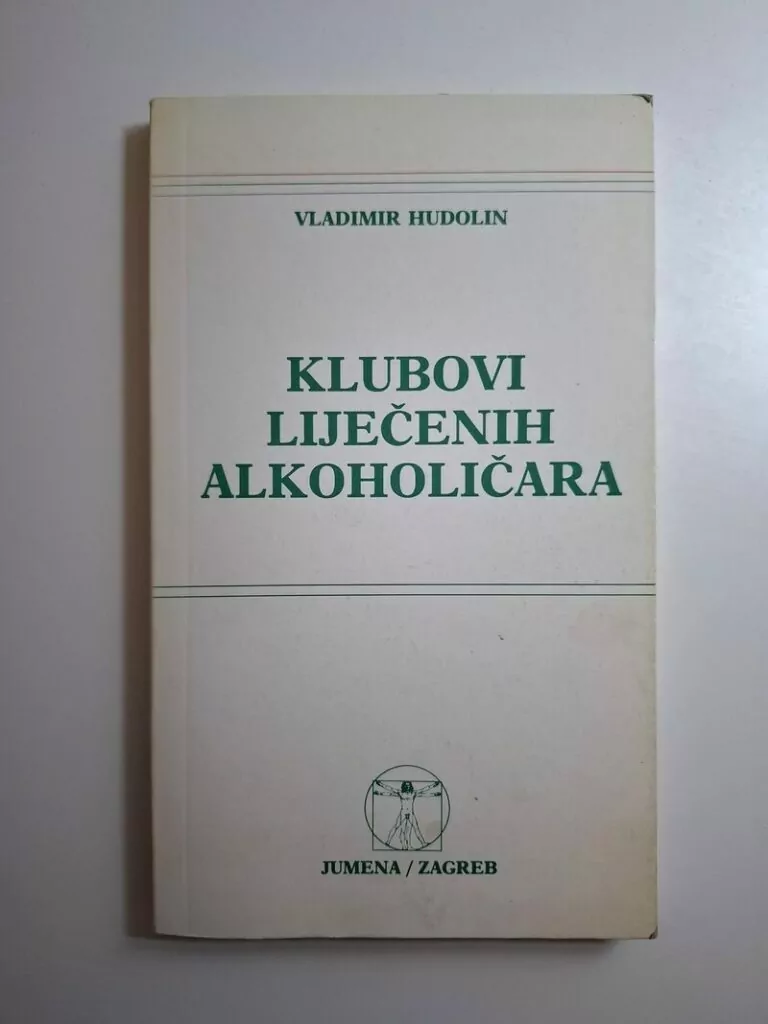 VLADIMIR HUDOLIN
KLUBOVI
LIJEČENIH
ALKOHOLIČARA
JUMENA / ZAGREB